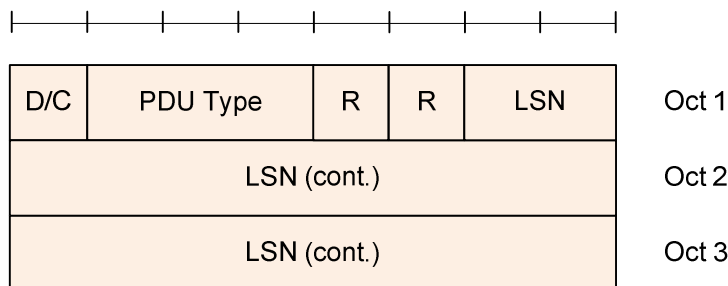 D/C PDU Type R R LSN Oct 1
LSN (cont.) Oct 2
LSN (cont.) Oct 3